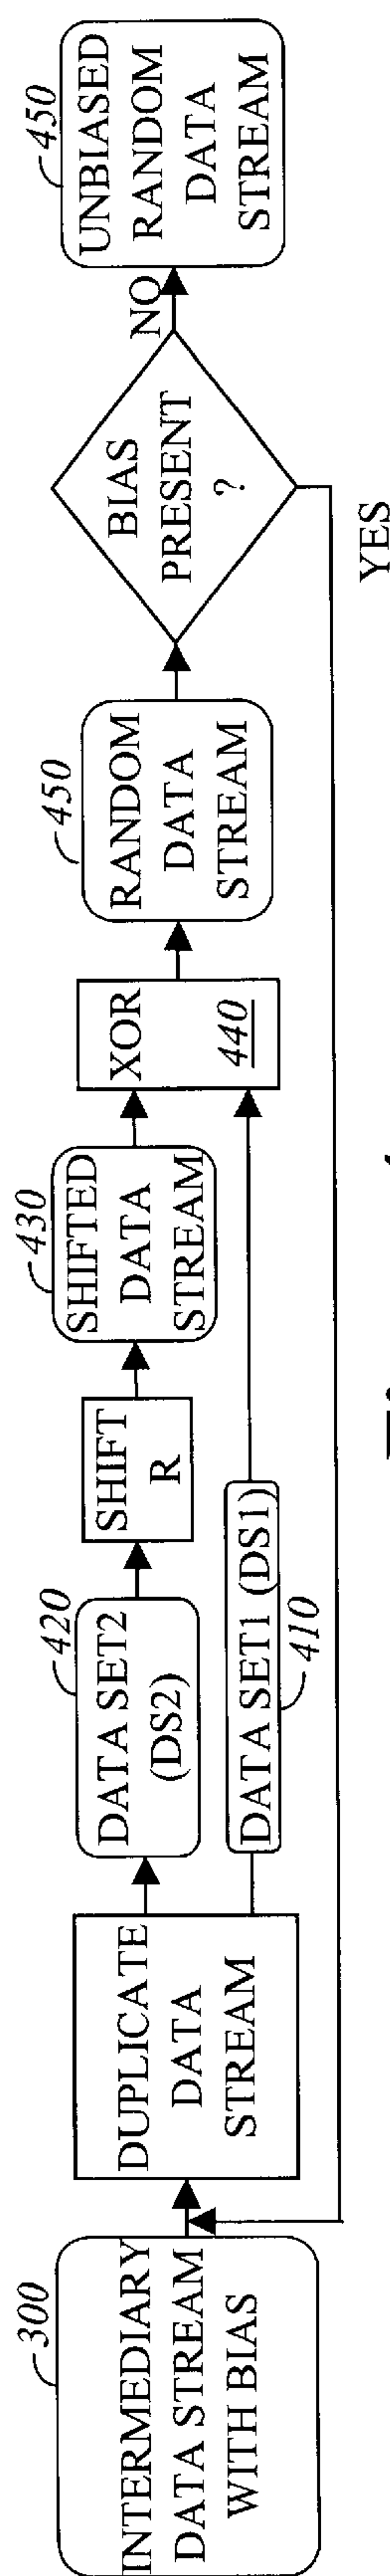 300
INTERMEDIARY
DATA STREAM
WITH BIAS
DUPLICATE
DATA
STREAM
420
DATA SET2
(DS2)
DATA SET1 (DS1)
410
SHIFT
R
430
SHIFTED
DATA
STREAM
XOR
440
450
RANDOM
DATA
STREAM
BIAS
PRESENT
?
YES
NO
450
UNBIASED
RANDOM
DATA
STREAM